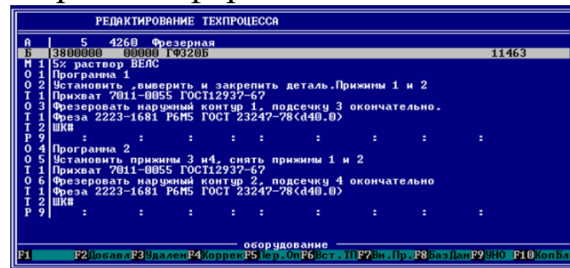 РЕДАКТИРОВАНИЕ ТЕХПРОЦЕССА
А 5 4260 Фрезерная
Б 3800000 00000 ГФ320Б 11463
М 1 5% раствор ВЕЛС
О 1 Программа 1
О 2 Установить ,выверить и закрепить деталь.Прижимы 1 и 2
Т 1 Прихват 7011-0055 ГОСТ12937-67
О 3 Фрезеровать наружный контур 1, подсечку 3 окончательно.
Т 1 Фреза 2223-1681 Р6М5 ГОСТ 23247-78(d40.0)
Т 2 ШК#
Р 9 : : : : : : : :
О 4 Программа 2
О 5 Установить прижимы 3 и4, снять прижимы 1 и 2
Т 1 Прихват 7011-0055 ГОСТ12937-67
О 6 Фрезеровать наружный контур 2, подсечку 4 окончательно
Т 1 Фреза 2223-1681 Р6М5 ГОСТ 23247-78(d40.0)
Т 2 ШК#
Р 9 : : : : : : : :
оборудование
F1 F2Добавл F3Удален F4Коррек F5Пер.Оп F6Вст.ТП F7Вн.Пр. F8БазДан F9УНО F10КопБл